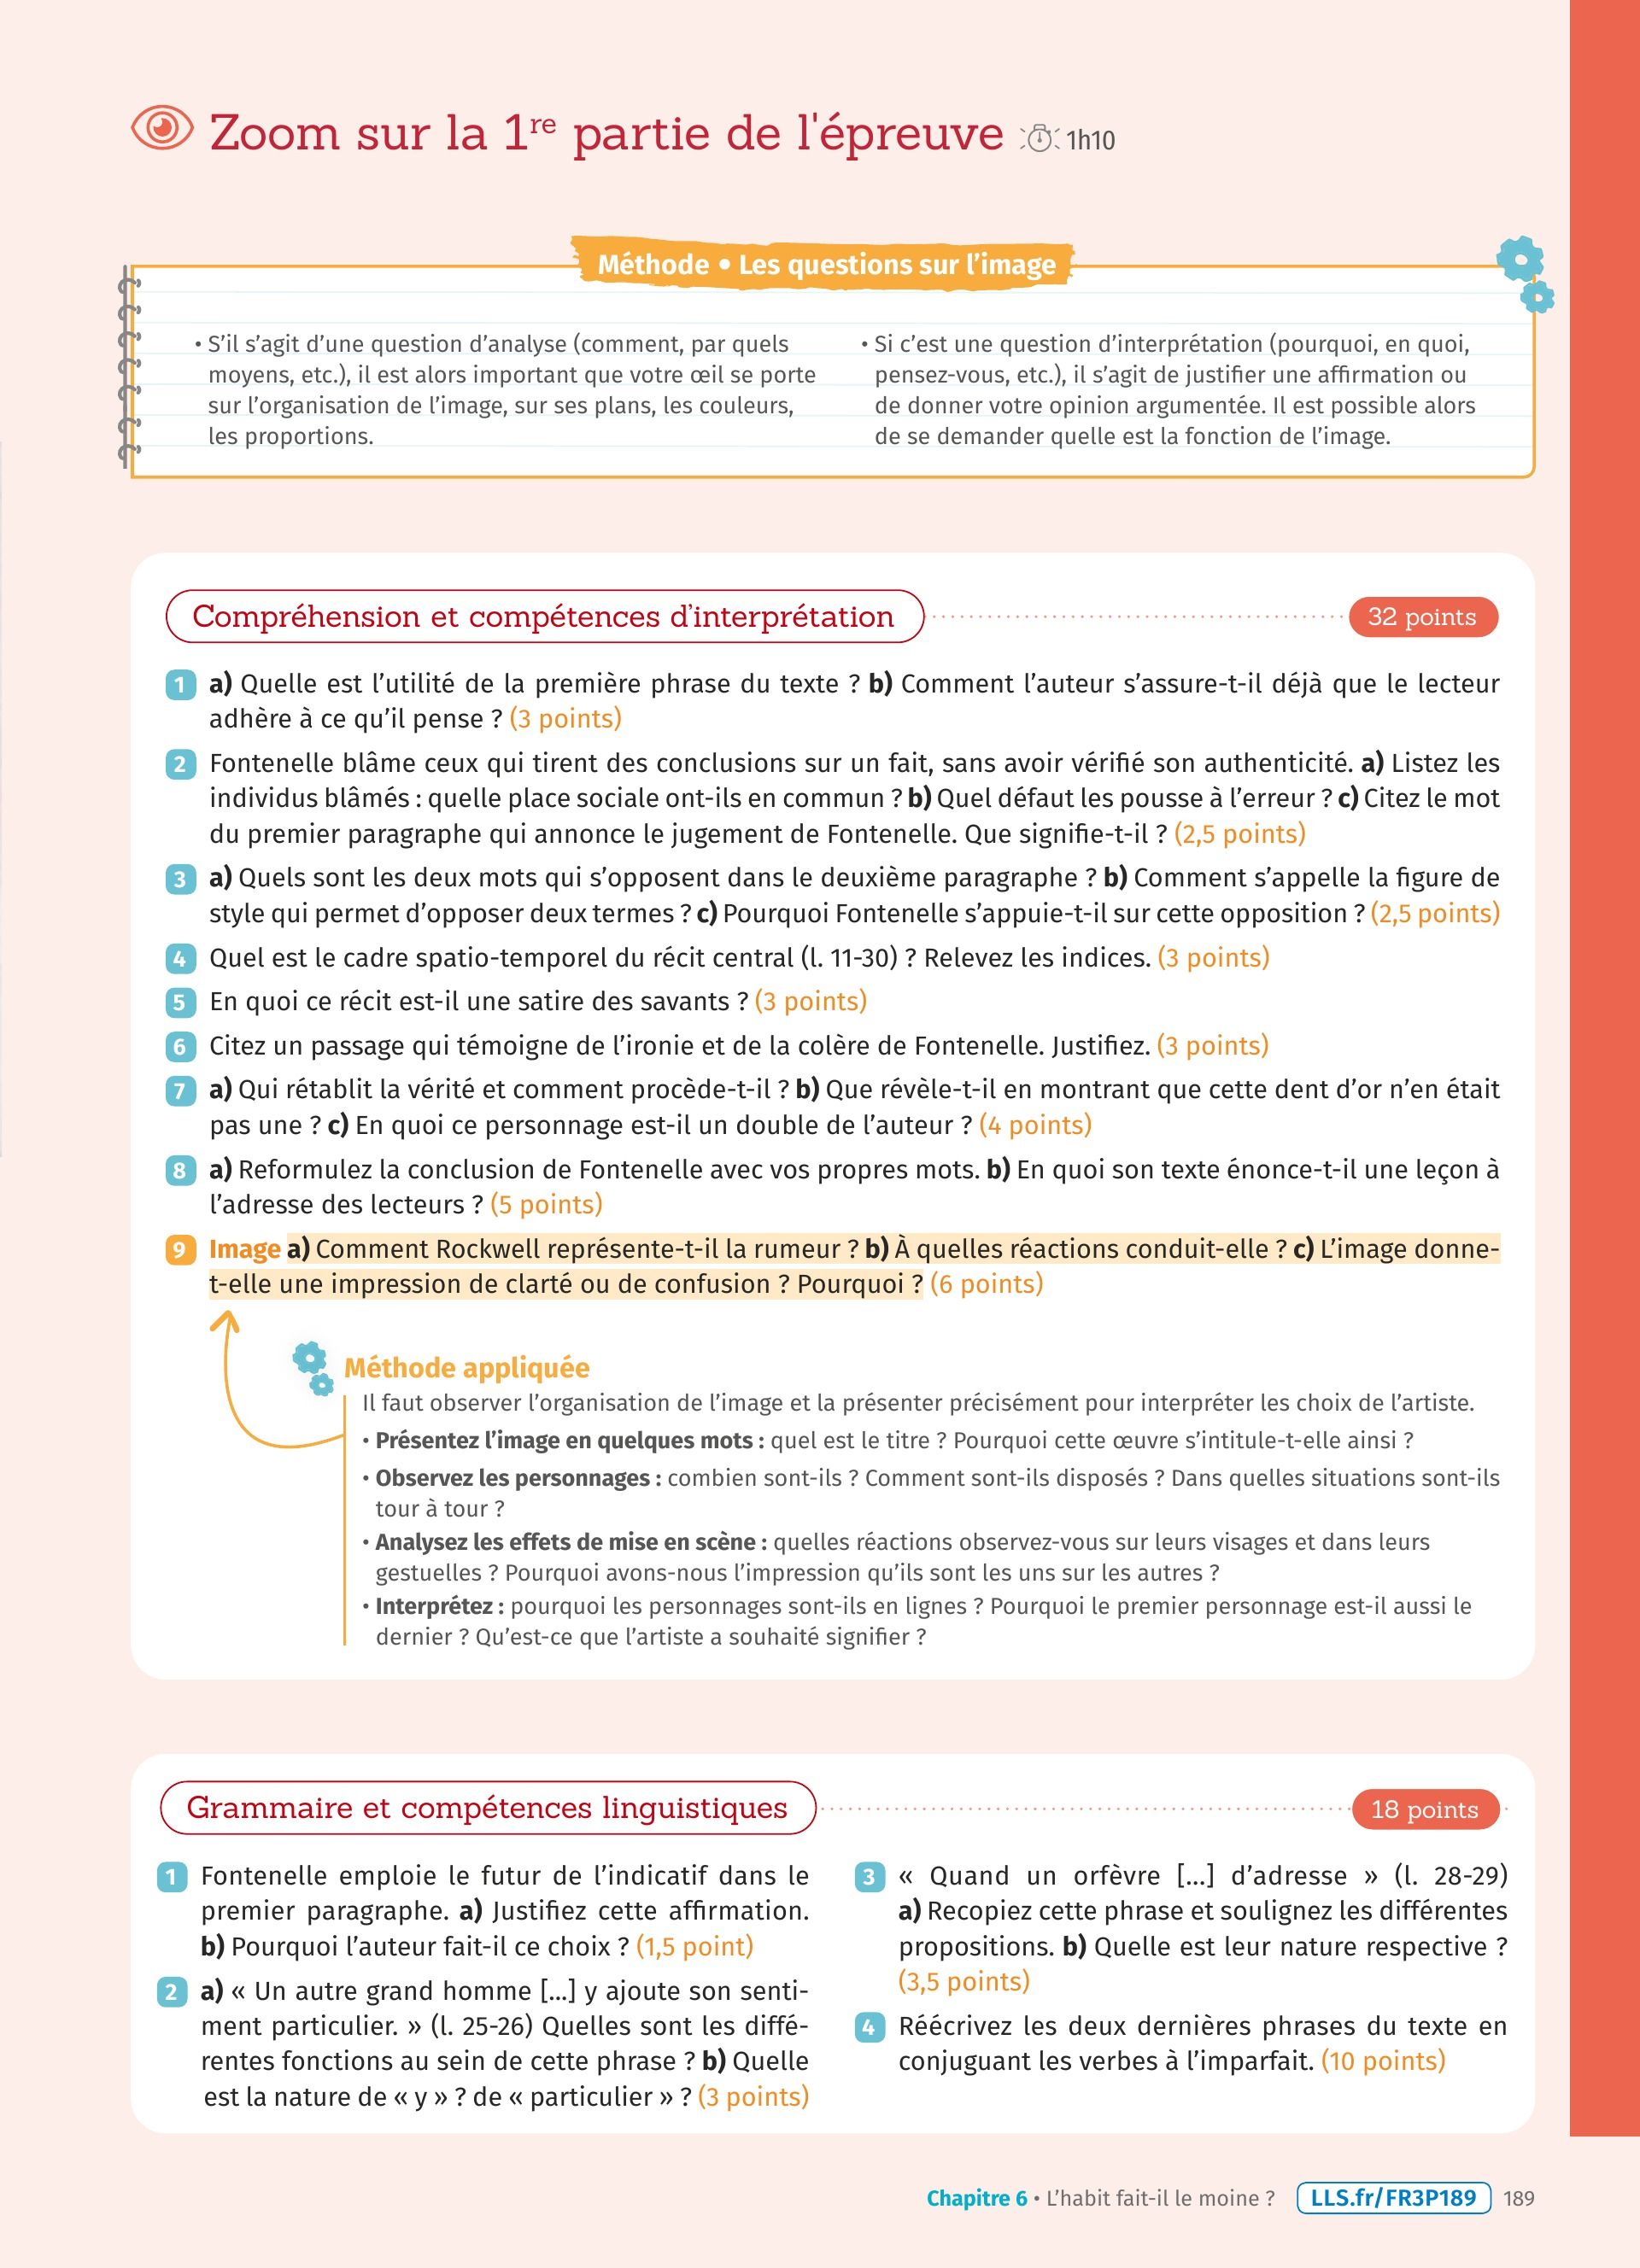 Zoom sur la 1re partie de l'épreuve 1h10
Méthode • Les questions sur l’image
• S’il s’agit d’une question d’analyse (comment, par quels
moyens, etc.), il est alors important que votre œil se porte
sur l’organisation de l’image, sur ses plans, les couleurs,
les proportions.
• Si c’est une question d’interprétation (pourquoi, en quoi,
pensez-vous, etc.), il s’agit de justifier une affirmation ou
de donner votre opinion argumentée. Il est possible alors
de se demander quelle est la fonction de l’image.
Compréhension et compétences d’interprétation 32 points
1 a) Quelle est l’utilité de la première phrase du texte ? b) Comment l’auteur s’assure-t-il déjà que le lecteur
adhère à ce qu’il pense ? (3 points)
2 Fontenelle blâme ceux qui tirent des conclusions sur un fait, sans avoir vérifié son authenticité. a) Listez les
individus blâmés : quelle place sociale ont-ils en commun ? b) Quel défaut les pousse à l’erreur ? c) Citez le mot
du premier paragraphe qui annonce le jugement de Fontenelle. Que signifie-t-il ? (2,5 points)
3 a) Quels sont les deux mots qui s’opposent dans le deuxième paragraphe ? b) Comment s’appelle la figure de
style qui permet d’opposer deux termes ? c) Pourquoi Fontenelle s’appuie-t-il sur cette opposition ? (2,5 points)
4 Quel est le cadre spatio-temporel du récit central (l. 11-30) ? Relevez les indices. (3 points)
5 En quoi ce récit est-il une satire des savants ? (3 points)
6 Citez un passage qui témoigne de l’ironie et de la colère de Fontenelle. Justifiez. (3 points)
7 a) Qui rétablit la vérité et comment procède-t-il ? b) Que révèle-t-il en montrant que cette dent d’or n’en était
pas une ? c) En quoi ce personnage est-il un double de l’auteur ? (4 points)
8 a) Reformulez la conclusion de Fontenelle avec vos propres mots. b) En quoi son texte énonce-t-il une leçon à
l’adresse des lecteurs ? (5 points)
9 Image a) Comment Rockwell représente-t-il la rumeur ? b) À quelles réactions conduit-elle ? c) L’image donne-
t-elle une impression de clarté ou de confusion ? Pourquoi ? (6 points)
Méthode appliquée
Il faut observer l’organisation de l’image et la présenter précisément pour interpréter les choix de l’artiste.
• Présentez l’image en quelques mots : quel est le titre ? Pourquoi cette œuvre s’intitule-t-elle ainsi ?
• Observez les personnages : combien sont-ils ? Comment sont-ils disposés ? Dans quelles situations sont-ils
tour à tour ?
• Analysez les effets de mise en scène : quelles réactions observez-vous sur leurs visages et dans leurs
gestuelles ? Pourquoi avons-nous l’impression qu’ils sont les uns sur les autres ?
• Interprétez : pourquoi les personnages sont-ils en lignes ? Pourquoi le premier personnage est-il aussi le
dernier ? Qu’est-ce que l’artiste a souhaité signifier ?
Grammaire et compétences linguistiques 18 points
1 Fontenelle emploie le futur de l’indicatif dans le
premier paragraphe. a) Justifiez cette affirmation.
b) Pourquoi l’auteur fait-il ce choix ? (1,5 point)
2 a) « Un autre grand homme [...] y ajoute son senti-
ment particulier. » (l. 25-26) Quelles sont les diffé-
rentes fonctions au sein de cette phrase ? b) Quelle
est la nature de « y » ? de « particulier » ? (3 points)
3 « Quand un orfèvre [...] d’adresse » (l. 28-29)
a) Recopiez cette phrase et soulignez les différentes
propositions. b) Quelle est leur nature respective ?
(3,5 points)
4 Réécrivez les deux dernières phrases du texte en
conjuguant les verbes à l’imparfait. (10 points)
Chapitre 6 • L’habit fait-il le moine ? LLS.fr/FR3P189 189